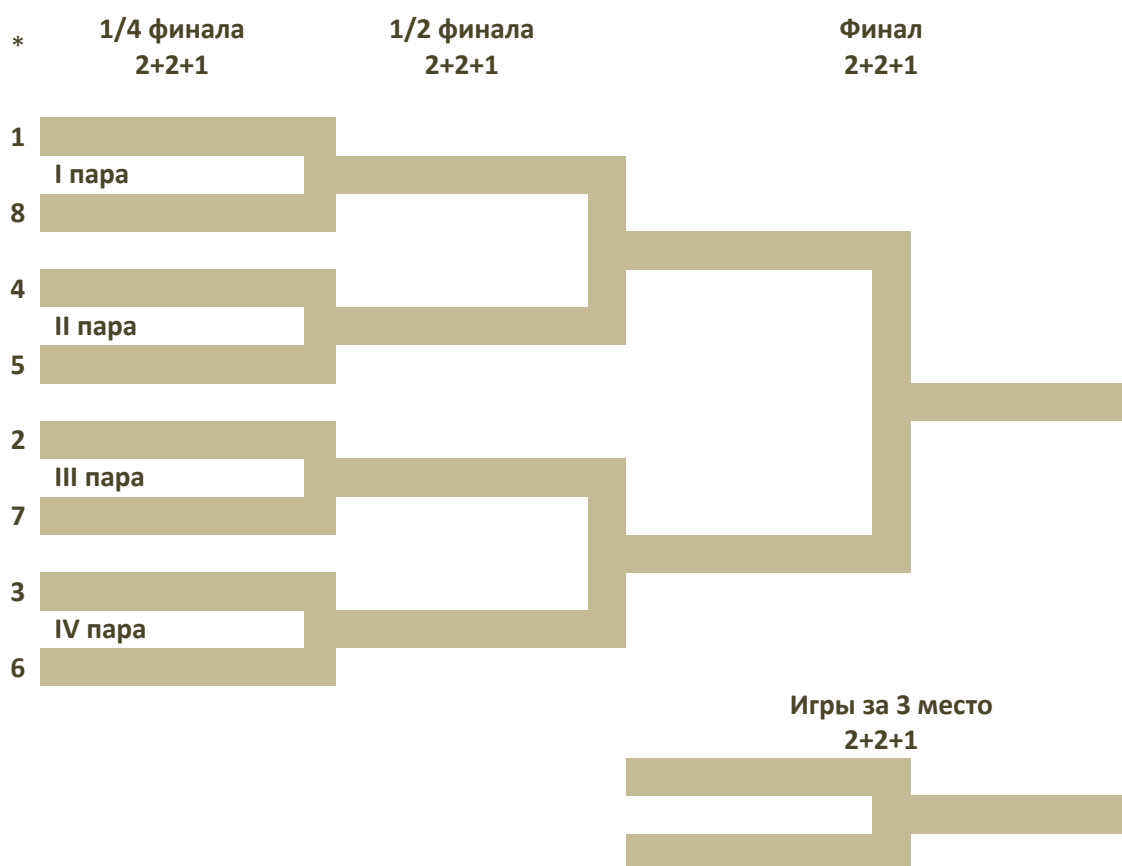 *
1/4 финала
2+2+1
1/2 финала
2+2+1
Финал
2+2+1
1
I пара
8
4
II пара
5
2
III пара
7
3
IV пара
6
Игры за 3 место
2+2+1